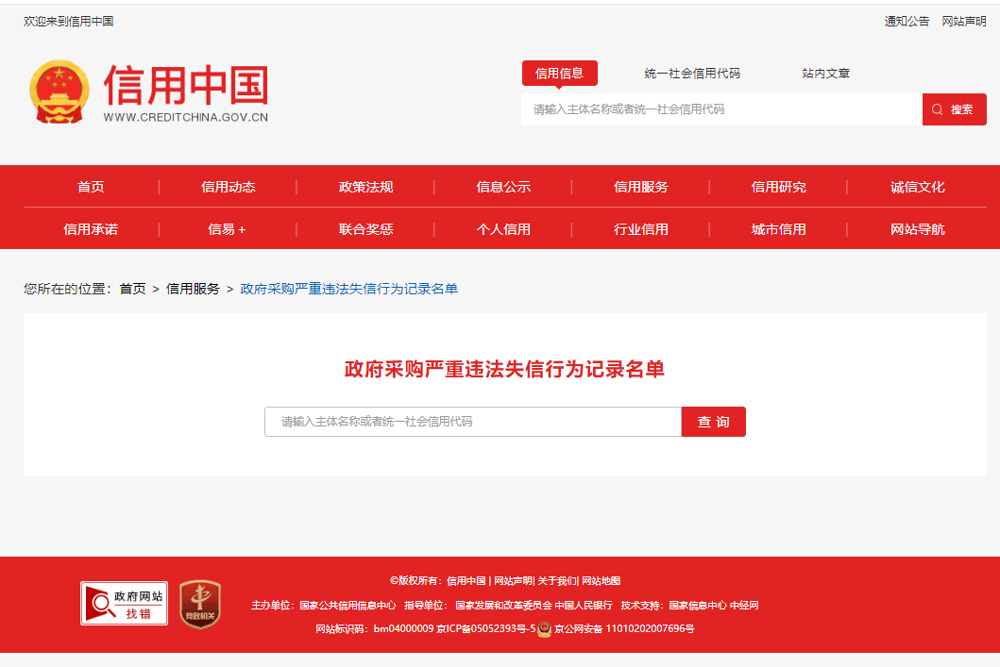 欢迎来到信用中国
通知公告 网站声明
信用中国
WWW.CREDITCHINA.GOV.CN
信用信息 统一社会信用代码 站内文章
请输入主体名称或者统一社会信用代码 搜索
首页 | 信用动态 | 政策法规 | 信息公示 | 信用服务 | 信用研究 | 诚信文化
信用承诺 | 信易 + | 联合奖惩 | 个人信用 | 行业信用 | 城市信用 | 网站导航
您所在的位置：首页 > 信用服务 > 政府采购严重违法失信行为记录名单
政府采购严重违法失信行为记录名单
请输入主体名称或者统一社会信用代码 查 询
政府网站
找错
党政机关
©版权所有：信用中国 | 网站声明| 关于我们| 网站地图
主办单位：国家公共信用信息中心 指导单位： 国家发展和改革委员会 中国人民银行 技术支持：国家信息中心 中经网
网站标识码：bm04000009 京ICP备05052393号-5 京公网安备 11010202007696号